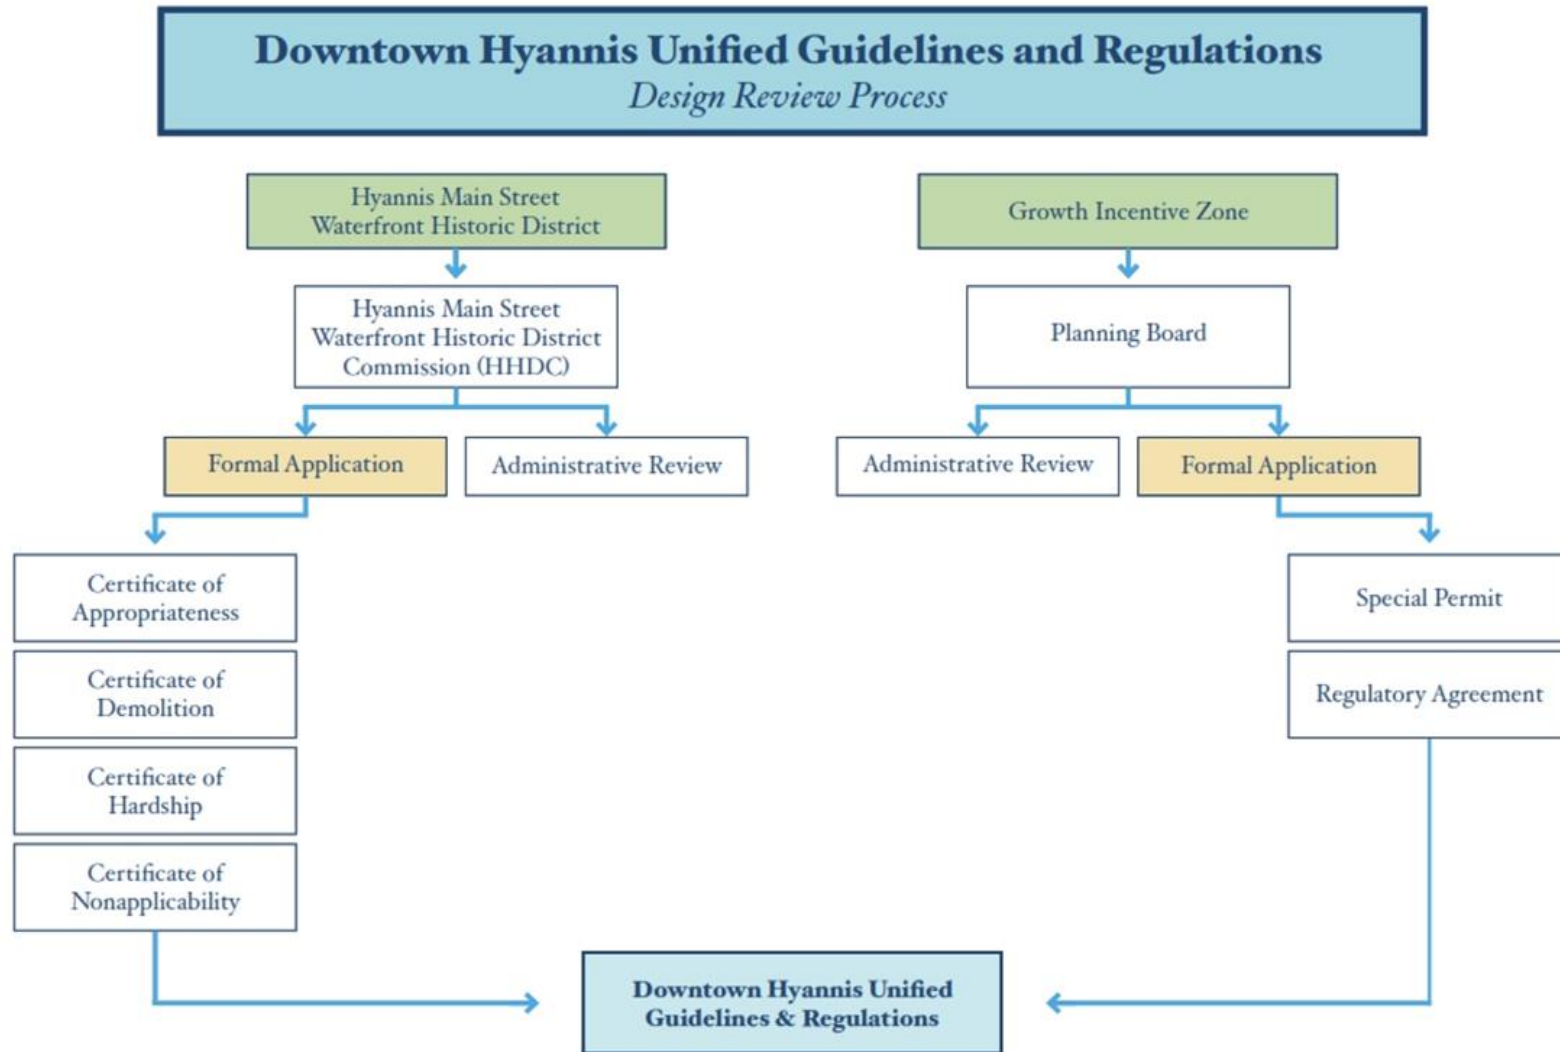 Downtown Hyannis Unified Guidelines and Regulations
Design Review Process
Hyannis Main Street
Waterfront Historic District
Growth Incentive Zone
Hyannis Main Street
Waterfront Historic District
Commission (HHDC)
Planning Board
Formal Application
Administrative Review
Administrative Review
Formal Application
Certificate of
Appropriateness
Certificate of
Demolition
Certificate of
Hardship
Certificate of
Nonapplicability
Special Permit
Regulatory Agreement
Downtown Hyannis Unified
Guidelines & Regulations